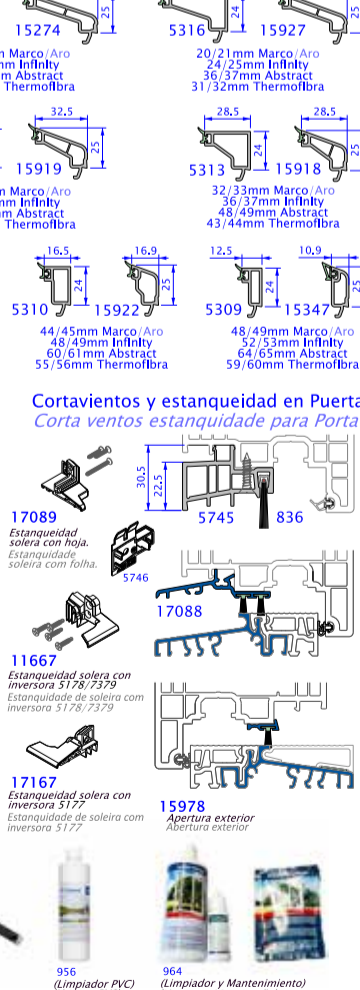 25
24
25
15274
5316
15927
m Marco/Aro
mm Infinity
m Abstract
Thermofibra
20/21mm Marco/Aro
24/25mm Infinity
36/37mm Abstract
31/32mm Thermofibra
32.5
25
15919
28.5
24
5313
28.5
25
15918
m Marco/Aro
mm Infinity
m Abstract
Thermofibra
32/33mm Marco/Aro
36/37mm Infinity
48/49mm Abstract
43/44mm Thermofibra
16.5
24
5310
16.9
25
15922
12.5
24
5309
10.9
25
15347
44/45mm Marco/Aro
48/49mm Infinity
60/61mm Abstract
55/56mm Thermofibra
48/49mm Marco/Aro
52/53mm Infinity
64/65mm Abstract
59/60mm Thermofibra
Cortavientos y estanqueidad en Puerta
Corta ventos estanquidade para Porta
17089
Estanqueidad
solera con hoja.
Estanquidade
soleira com folha.
30.5
22.5
5745
836
5746
17088
11667
Estanqueidad solera con
inversora 5178/7379
Estanquidade de soleira com
inversora 5178/7379
17167
Estanqueidad solera con
inversora 5177
Estanquidade de soleira com
inversora 5177
15978
Apertura exterior
Abertura exterior
956
(Limpiador PVC)
964
(Limpiador y Mantenimiento)